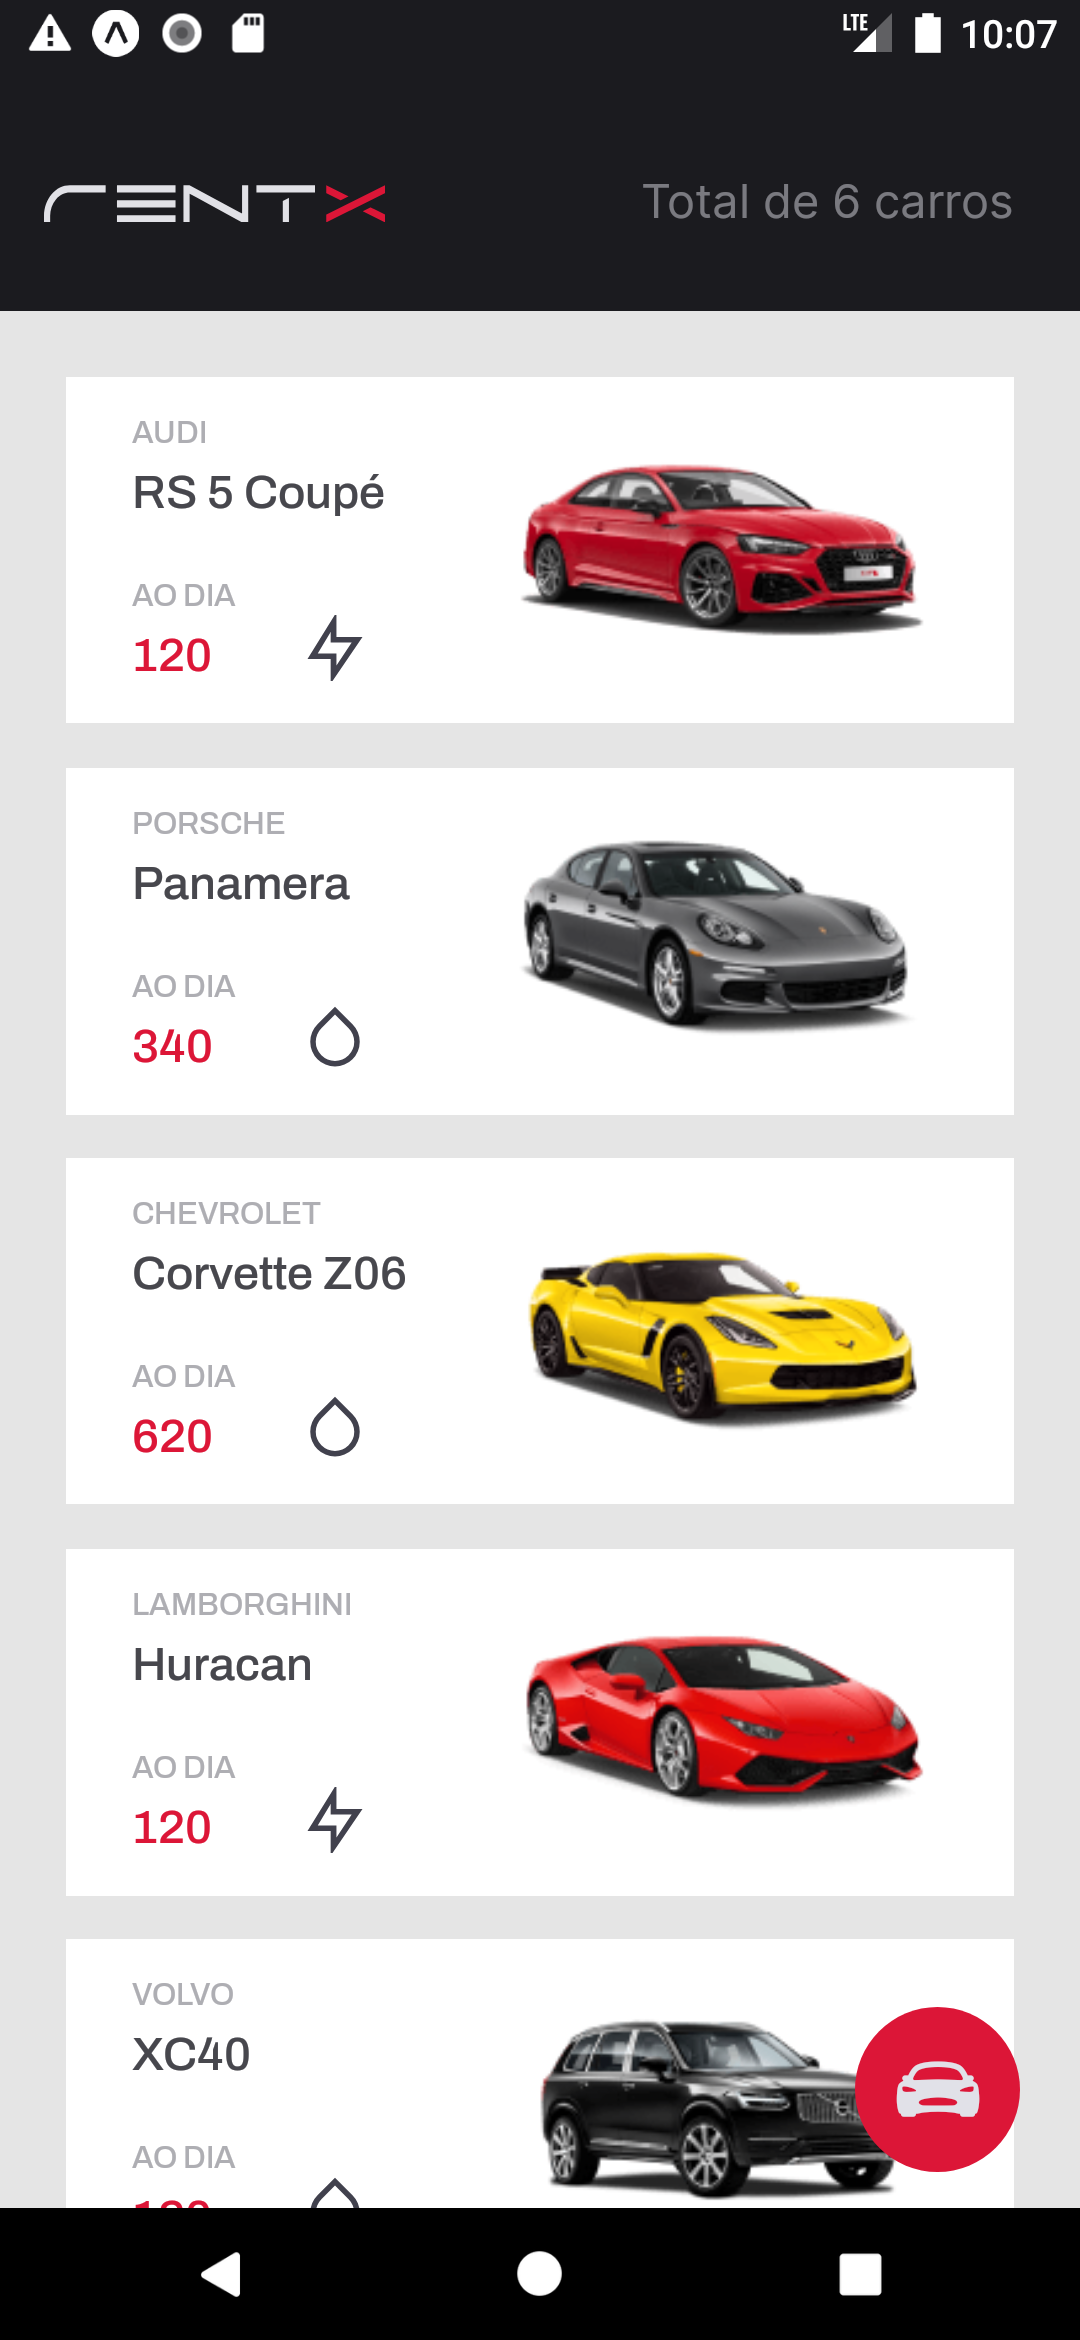 LTE 10:07
RENTX Total de 6 carros
AUDI
RS 5 Coupé
AO DIA
120
PORSCHE
Panamera
AO DIA
340
CHEVROLET
Corvette Z06
AO DIA
620
LAMBORGHINI
Huracan
AO DIA
120
VOLVO
XC40
AO DIA